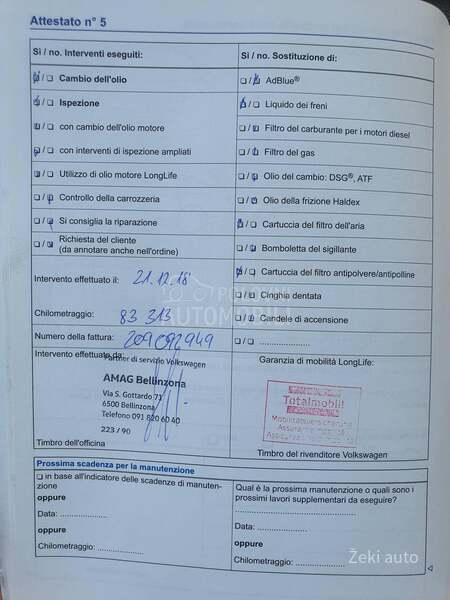 Attestato n° 5
Sì / no. Interventi eseguiti:
☑ / ☐ Cambio dell'olio
☑ / ☐ Ispezione
☑ / ☐ con cambio dell'olio motore
☑ / ☐ con interventi di ispezione ampliati
☑ / ☐ Utilizzo di olio motore LongLife
☑ / ☐ Controllo della carrozzeria
☐ / ☑ Si consiglia la riparazione
☐ / ☑ Richiesta del cliente
(da annotare anche nell'ordine)
Intervento effettuato il: 21.12.18
Chilometraggio: 83 313
Numero della fattura: 209092949
Intervento effettuato da:
Partner di servizio Volkswagen
AMAG Bellinzona
Via S. Gottardo 71
6500 Bellinzona
Telefono 091 820 60 40
223 / 90
Timbro dell'officina
Sì / no. Sostituzione di:
☐ / ☑ AdBlue®
☑ / ☐ Liquido dei freni
☐ / ☑ Filtro del carburante per i motori diesel
☐ / ☑ Filtro del gas
☐ / ☑ Olio del cambio: DSG®, ATF
☐ / ☑ Olio della frizione Haldex
☑ / ☐ Cartuccia del filtro dell'aria
☐ / ☑ Bomboletta del sigillante
☑ / ☐ Cartuccia del filtro antipolvere/antipolline
☐ / ☑ Cinghia dentata
☐ / ☑ Candele di accensione
☐ / ☐ ....................
Garanzia di mobilità LongLife:
Totalmobil
Timbro del rivenditore Volkswagen
POLOVNI
AUTOMOBILI
Prossima scadenza per la manutenzione
☐ in base all'indicatore delle scadenze di manuten-
zione
oppure
Data: ....................
oppure
Chilometraggio: ....................
Qual è la prossima manutenzione o quali sono i
prossimi lavori supplementari da eseguire?
....................
Data: ....................
oppure
Chilometraggio: ....................
Žeki auto